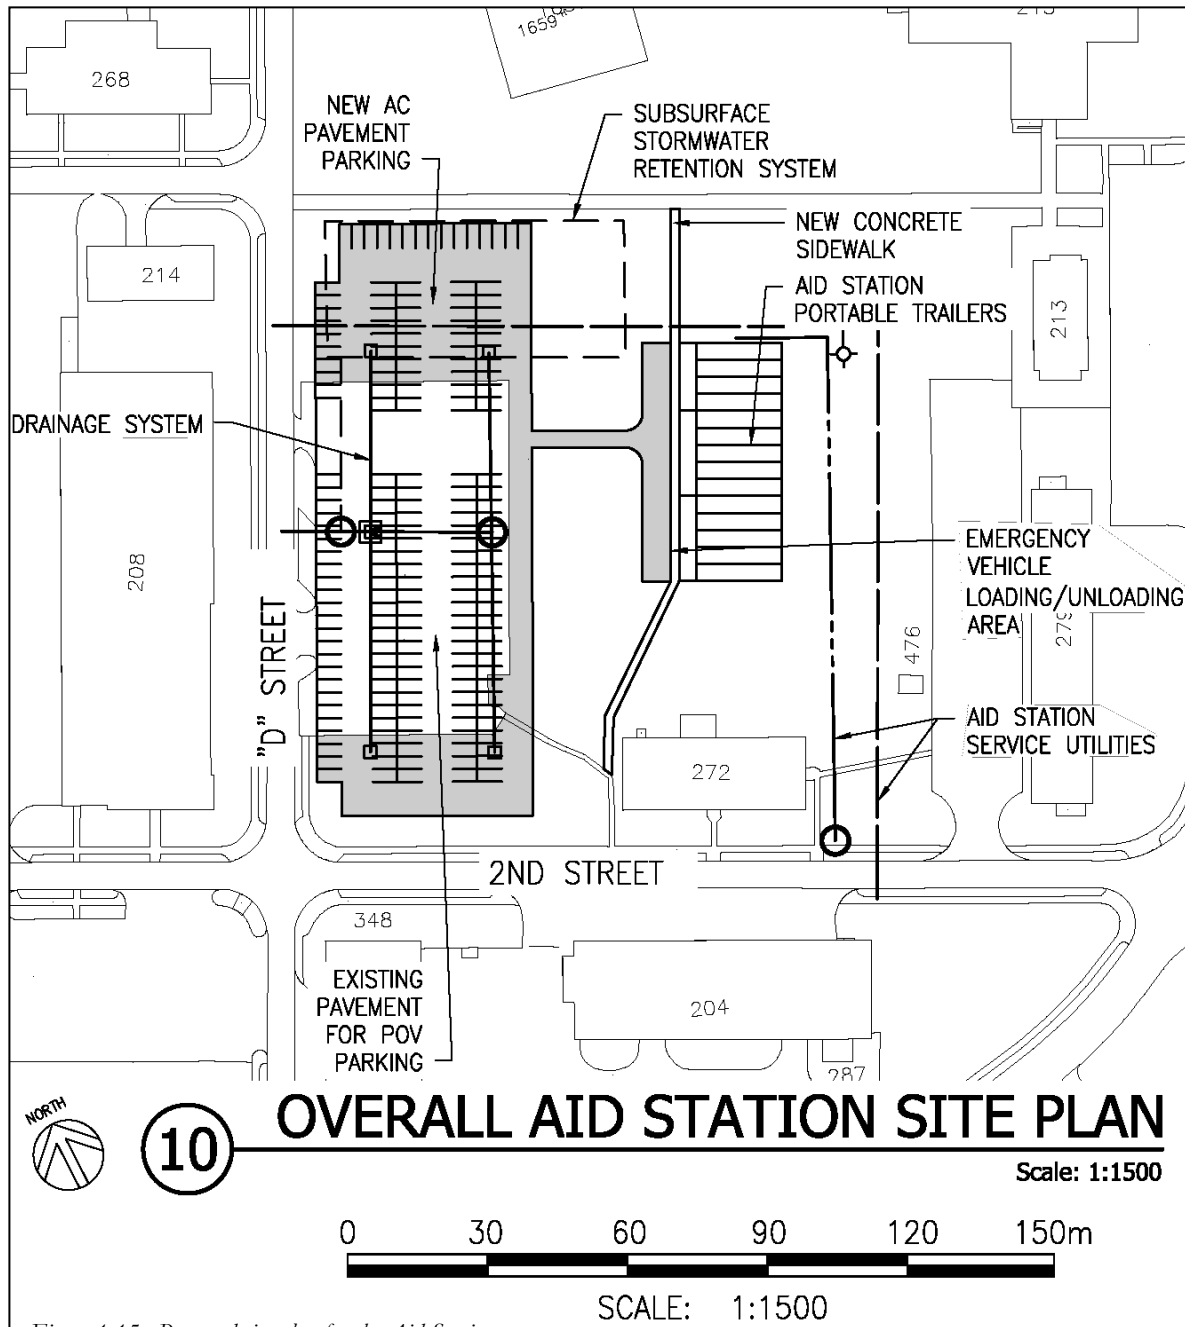 1659
268
NEW AC
PAVEMENT
PARKING
SUBSURFACE
STORMWATER
RETENTION SYSTEM
NEW CONCRETE
SIDEWALK
214
AID STATION
PORTABLE TRAILERS
213
DRAINAGE SYSTEM
208
"D" STREET
EMERGENCY
VEHICLE
LOADING/UNLOADING
AREA
279
476
AID STATION
SERVICE UTILITIES
272
2ND STREET
348
EXISTING
PAVEMENT
FOR POV
PARKING
204
287
NORTH
10
OVERALL AID STATION SITE PLAN
Scale: 1:1500
0 30 60 90 120 150m
SCALE: 1:1500